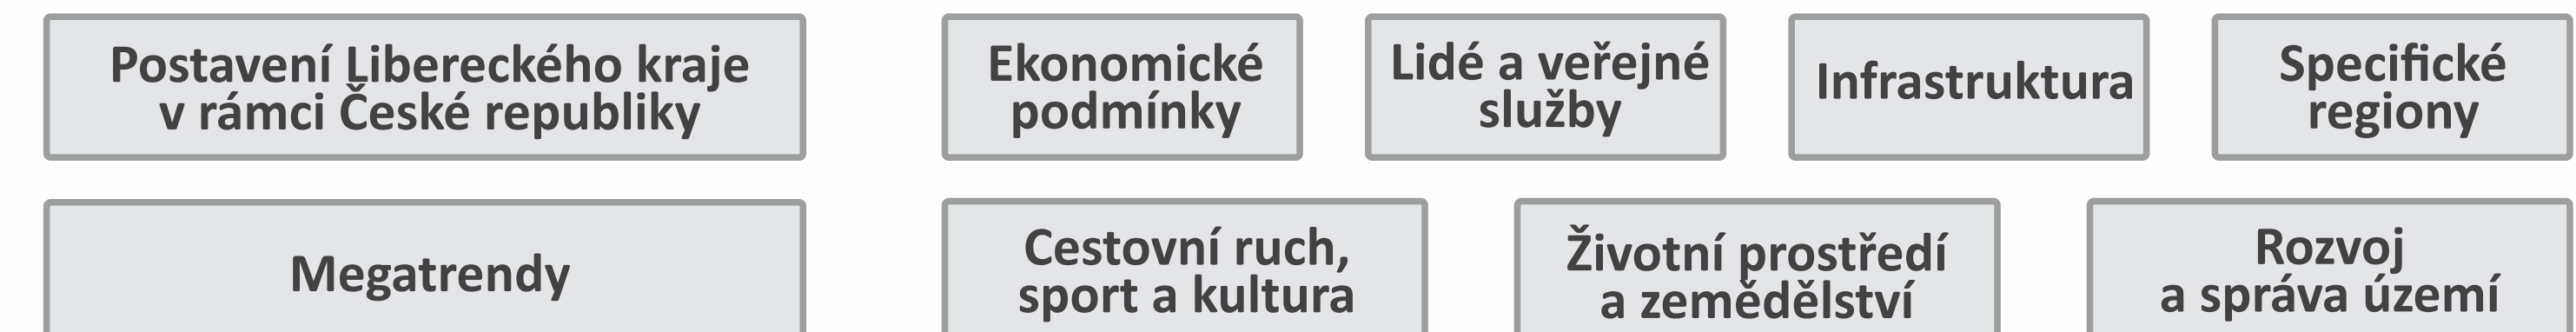 Postavení Libereckého kraje
v rámci České republiky
Ekonomické
podmínky
Lidé a veřejné
služby
Infrastruktura
Specifické
regiony
Megatrendy
Cestovní ruch,
sport a kultura
Životní prostředí
a zemědělství
Rozvoj
a správa území